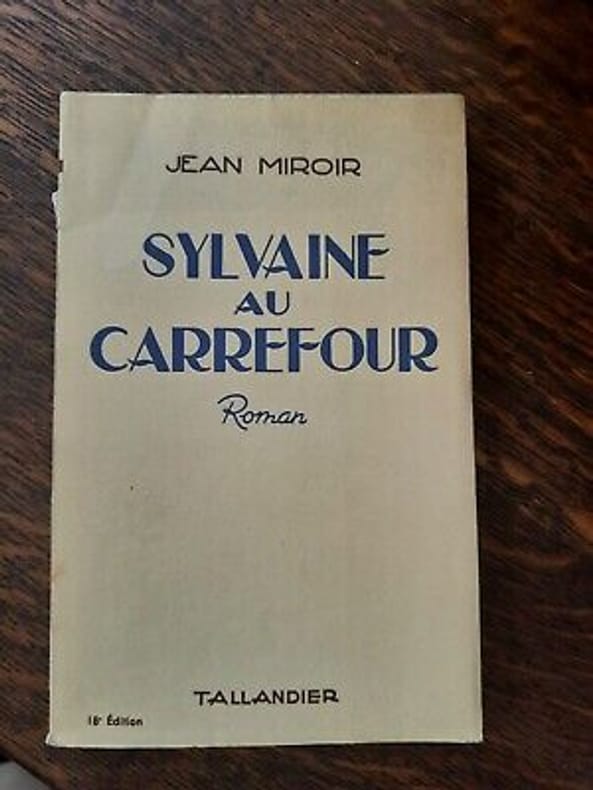 JEAN MIROIR
SYLVAINE
AU
CARREFOUR
Roman
TALLANDIER
18e Édition